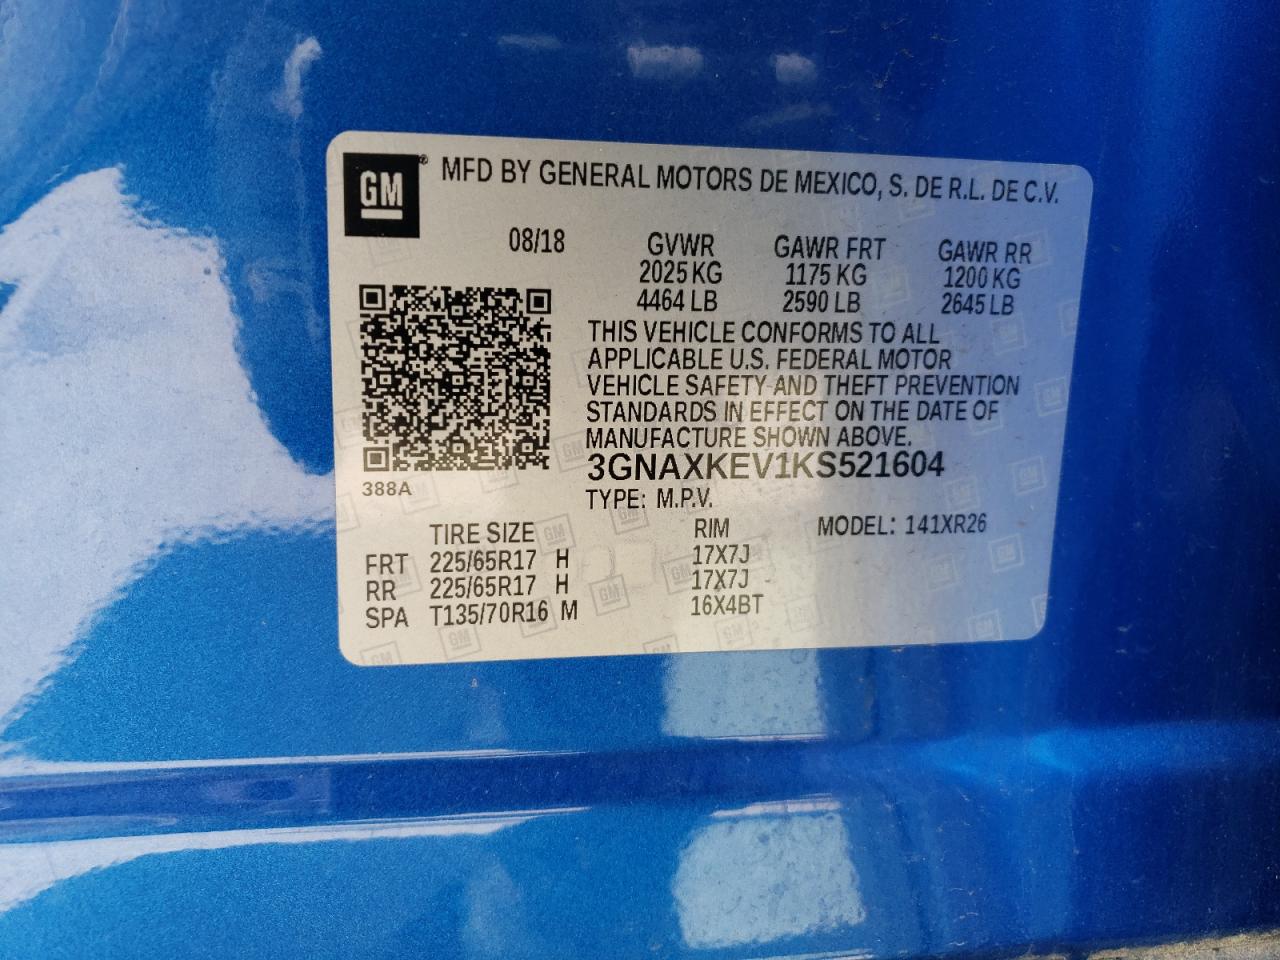 GM® MFD BY GENERAL MOTORS DE MEXICO, S. DE R.L. DE C.V.
08/18 GVWR GAWR FRT GAWR RR
2025 KG 1175 KG 1200 KG
4464 LB 2590 LB 2645 LB
THIS VEHICLE CONFORMS TO ALL
APPLICABLE U.S. FEDERAL MOTOR
VEHICLE SAFETY AND THEFT PREVENTION
STANDARDS IN EFFECT ON THE DATE OF
MANUFACTURE SHOWN ABOVE.
3GNAXKEV1KS521604
388A
TYPE: M.P.V.
TIRE SIZE RIM MODEL: 141XR26
FRT 225/65R17 H 17X7J
RR 225/65R17 H 17X7J
SPA T135/70R16 M 16X4BT